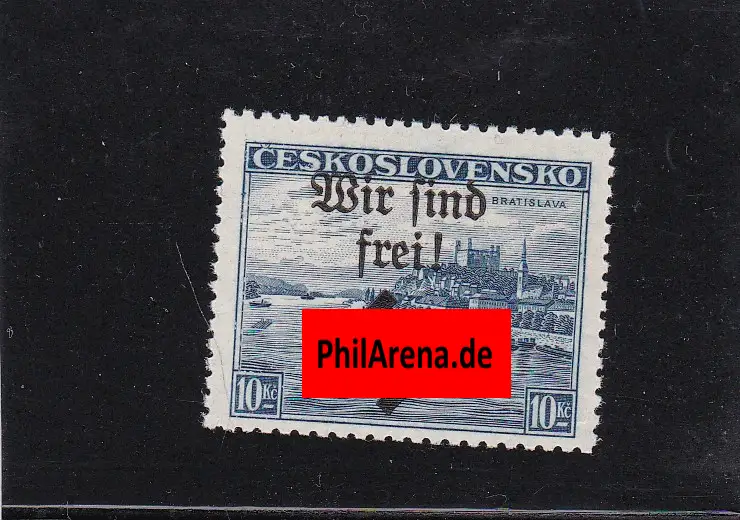 ČESKOSLOVENSKO
Wir sind
BRATISLAVA
frei!
PhilArena.de
10 Kč
10 Kč